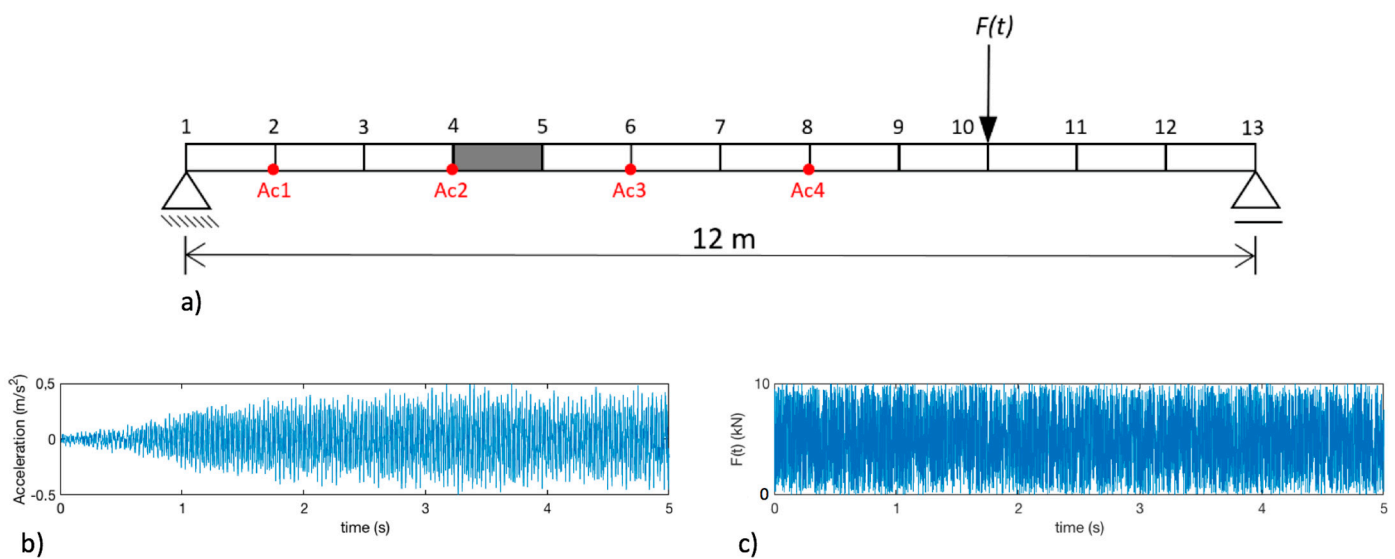 F(t)
1 2 3 4 5 6 7 8 9 10 11 12 13
Ac1 Ac2 Ac3 Ac4
12 m
a)
Acceleration (m/s²)
0,5
0
-0.5
0 1 2 3 4 5
time (s)
b)
F(t) (kN)
10
0
0 1 2 3 4 5
time (s)
c)